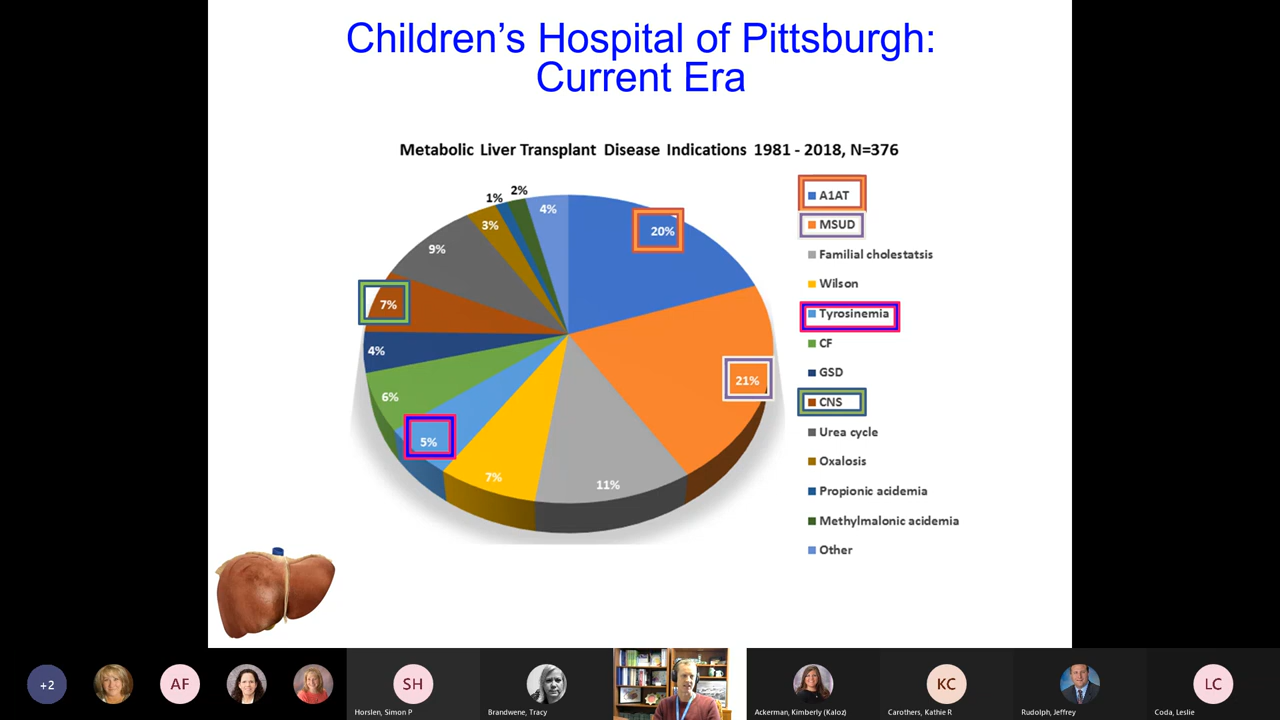 Children's Hospital of Pittsburgh:
Current Era
Metabolic Liver Transplant Disease Indications 1981 - 2018, N=376
1%
2%
4%
3%
20%
9%
7%
4%
21%
6%
5%
7%
11%
A1AT
MSUD
Familial cholestatsis
Wilson
Tyrosinemia
CF
GSD
CNS
Urea cycle
Oxalosis
Propionic acidemia
Methylmalonic acidemia
Other
+2
AF
SH
KC
LC
Horslen, Simon P
Brandwene, Tracy
Ackerman, Kimberly (Kaloz)
Carothers, Kathie R
Rudolph, Jeffrey
Coda, Leslie